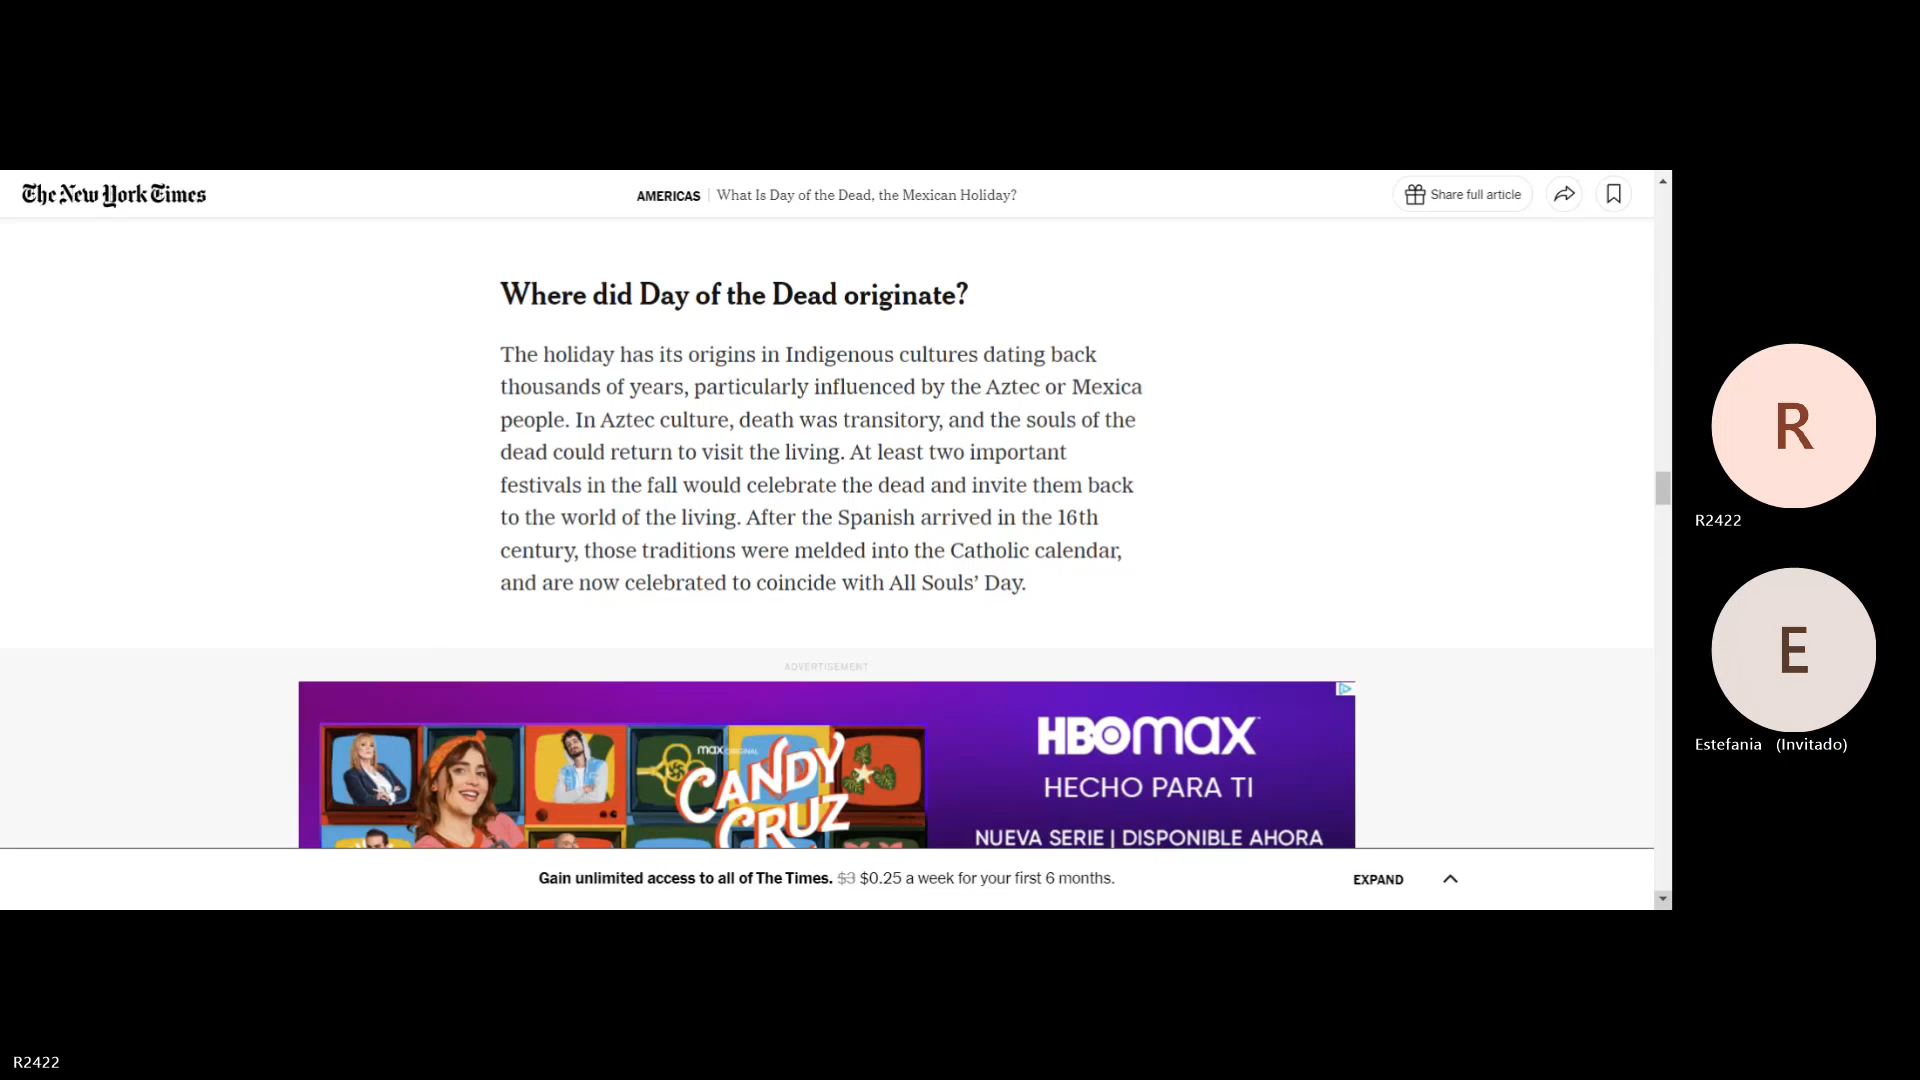 The New York Times
AMERICAS | What Is Day of the Dead, the Mexican Holiday?
Share full article
Where did Day of the Dead originate?
The holiday has its origins in Indigenous cultures dating back
thousands of years, particularly influenced by the Aztec or Mexica
people. In Aztec culture, death was transitory, and the souls of the
dead could return to visit the living. At least two important
festivals in the fall would celebrate the dead and invite them back
to the world of the living. After the Spanish arrived in the 16th
century, those traditions were melded into the Catholic calendar,
and are now celebrated to coincide with All Souls’ Day.
ADVERTISEMENT
max ORIGINAL
CANDY
CRUZ
HBOmax
HECHO PARA TI
NUEVA SERIE | DISPONIBLE AHORA
Gain unlimited access to all of The Times. $3 $0.25 a week for your first 6 months.
EXPAND
R
R2422
E
Estefania (Invitado)
R2422